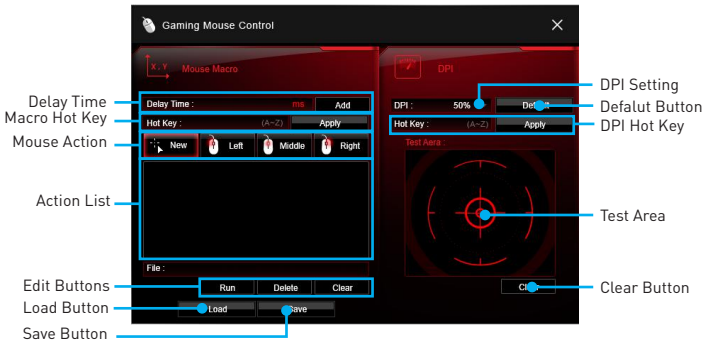 Gaming Mouse Control
X . Y Mouse Macro
DPI
Delay Time
Macro Hot Key
Mouse Action
Action List
Edit Buttons
Load Button
Save Button
Delay Time : ms Add
Hot Key : (A~Z) Apply
New Left Middle Right
File :
Run Delete Clear
Load Save
DPI : 50% Default
Hot Key : (A~Z) Apply
Test Aera :
Clear
DPI Setting
Defalut Button
DPI Hot Key
Test Area
Clear Button